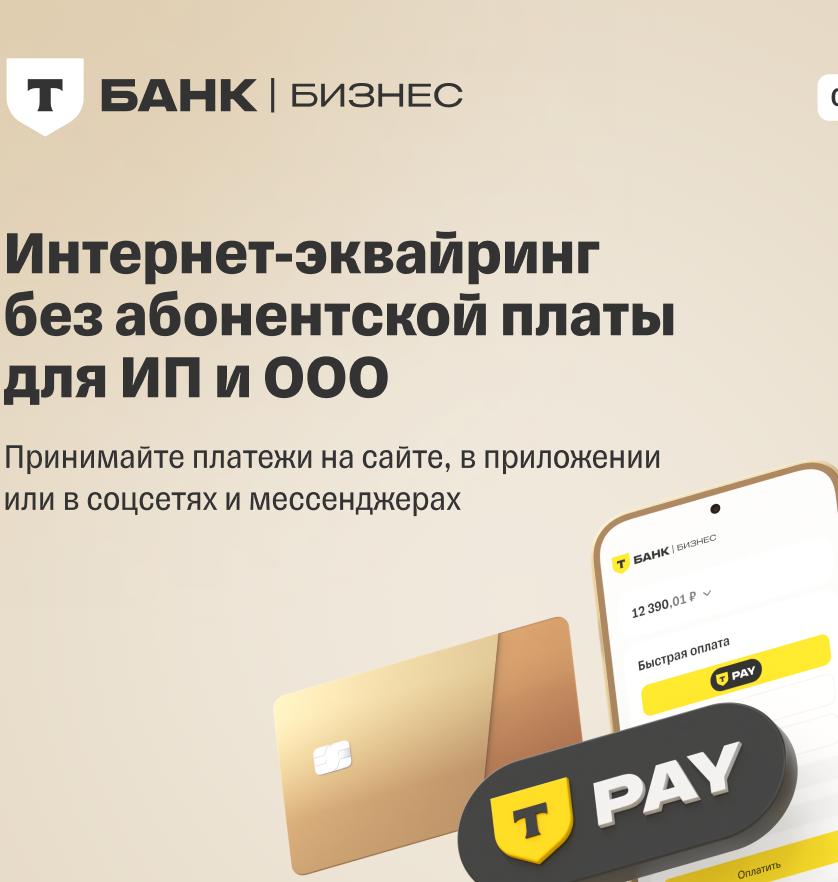 Т БАНК | БИЗНЕС
Интернет-эквайринг
без абонентской платы
для ИП и ООО
Принимайте платежи на сайте, в приложении
или в соцсетях и мессенджерах
Т БАНК | БИЗНЕС
12 390,01 ₽
Быстрая оплата
Т PAY
Т PAY
Оплатить